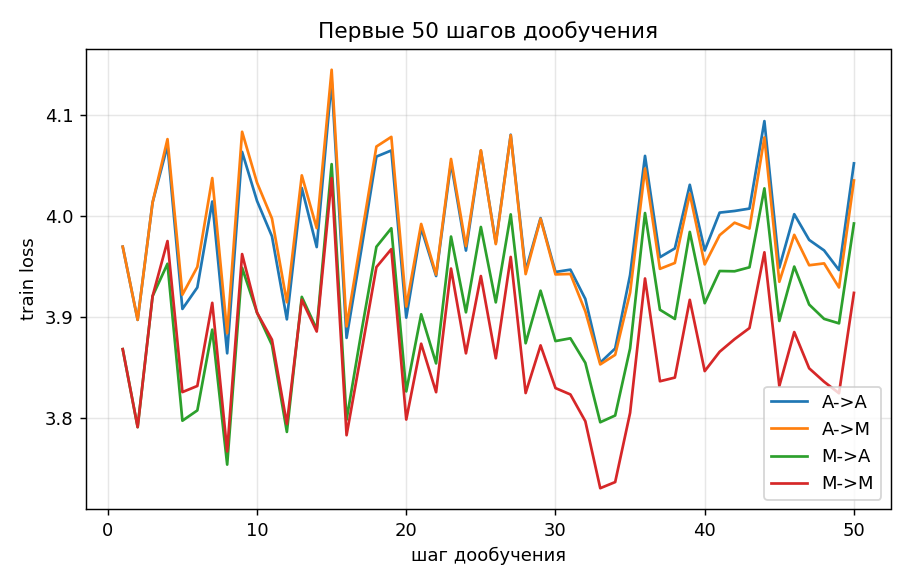 Первые 50 шагов дообучения
train loss
4.1
4.0
3.9
3.8
0 10 20 30 40 50
шаг дообучения
A->A
A->M
M->A
M->M